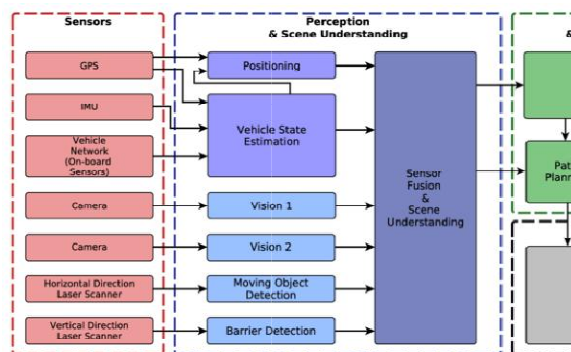 Sensors
GPS
IMU
Vehicle
Network
(On-board
Sensors)
Camera
Camera
Horizontal Direction
Laser Scanner
Vertical Direction
Laser Scanner
Perception
& Scene Understanding
Positioning
Vehicle State
Estimation
Vision 1
Vision 2
Moving Object
Detection
Barrier Detection
Sensor
Fusion
&
Scene
Understanding
&
Pat
Plann